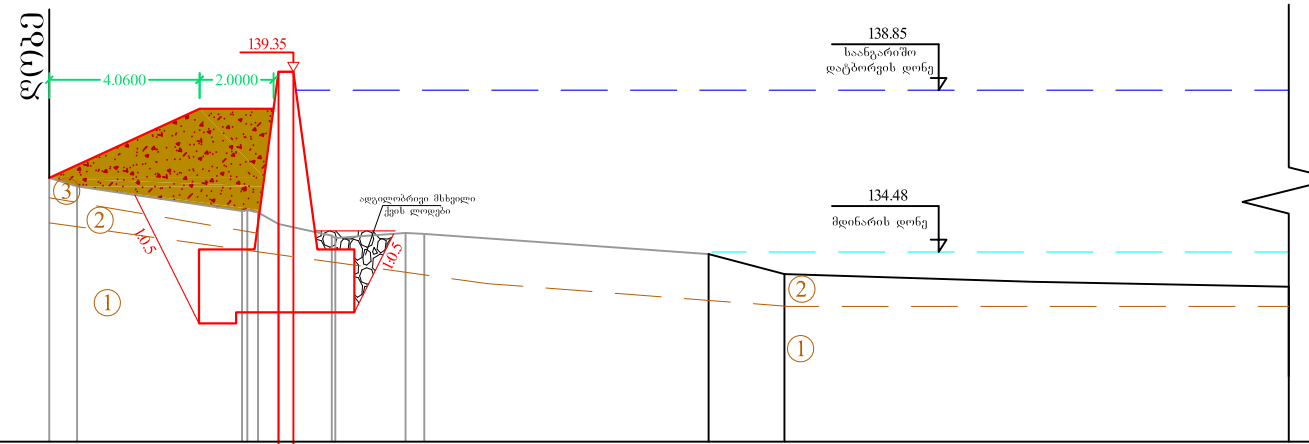 ღობე
139.35
4.0600
2.0000
138.85
საანგარიშო
დატბორვის დონე
134.48
მდინარის დონე
ადგილობრივი მსხვილი
ქვის ლოდები
3
2
1
1:0.5
1:0.5
2
1